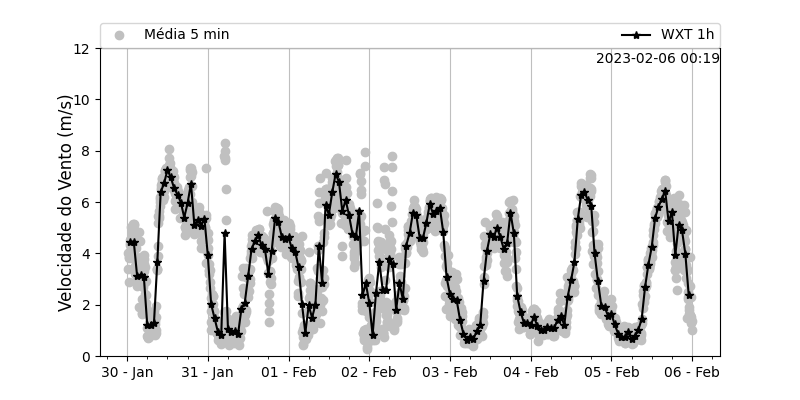 Média 5 min
WXT 1h
2023-02-06 00:19
Velocidade do Vento (m/s)
12
10
8
6
4
2
0
30 - Jan 31 - Jan 01 - Feb 02 - Feb 03 - Feb 04 - Feb 05 - Feb 06 - Feb